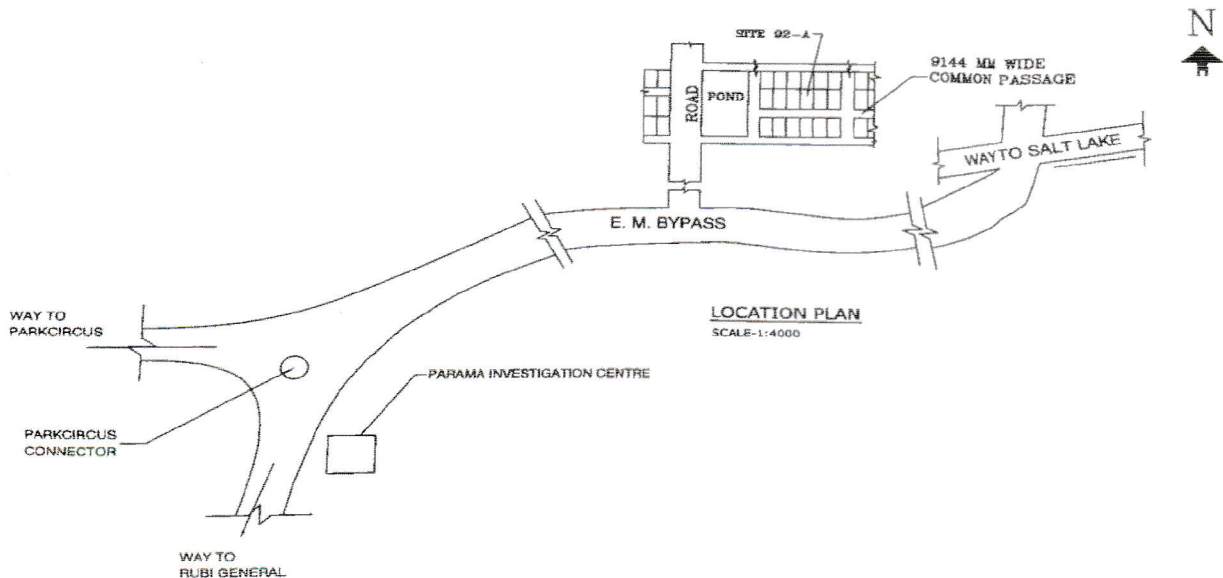 N
SITE 92-A
9144 MM WIDE
COMMON PASSAGE
ROAD
POND
WAYTO SALT LAKE
E. M. BYPASS
LOCATION PLAN
SCALE-1:4000
WAY TO
PARKCIRCUS
PARAMA INVESTIGATION CENTRE
PARKCIRCUS
CONNECTOR
WAY TO
RUBI GENERAL